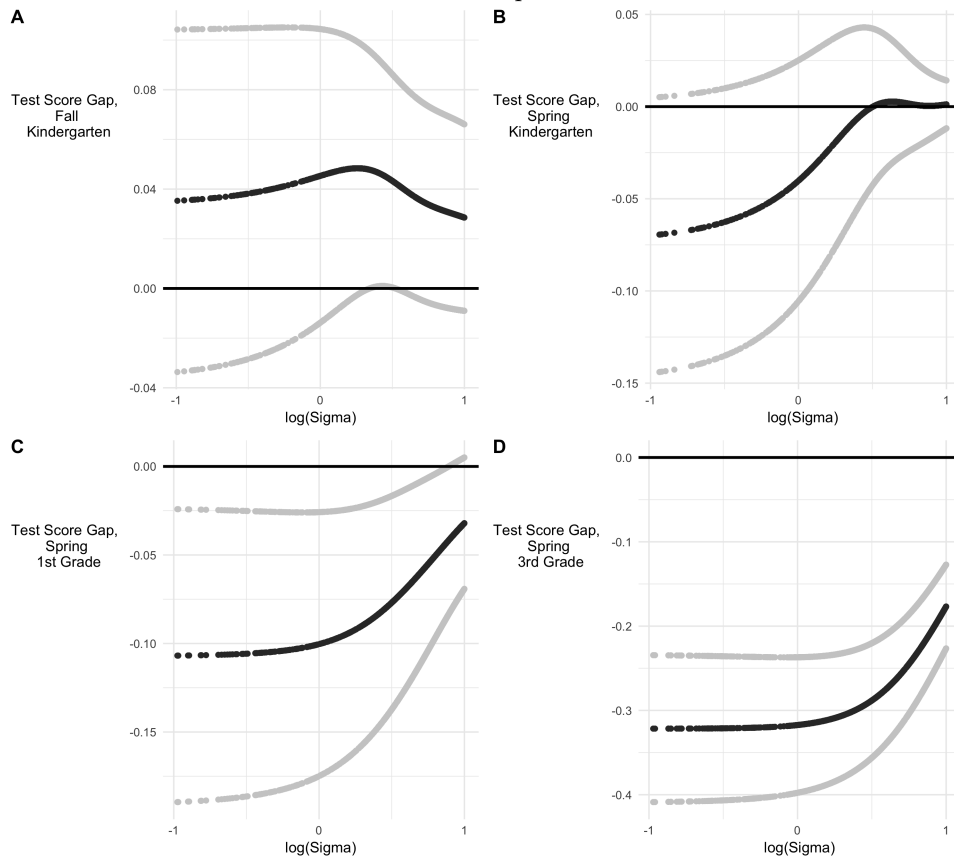 A
Test Score Gap,
Fall
Kindergarten
0.08
0.04
0.00
-0.04
-1
0
1
log(Sigma)
B
Test Score Gap,
Spring
Kindergarten
0.05
0.00
-0.05
-0.10
-0.15
-1
0
1
log(Sigma)
C
Test Score Gap,
Spring
1st Grade
0.00
-0.05
-0.10
-0.15
-1
0
1
log(Sigma)
D
Test Score Gap,
Spring
3rd Grade
0.0
-0.1
-0.2
-0.3
-0.4
-1
0
1
log(Sigma)